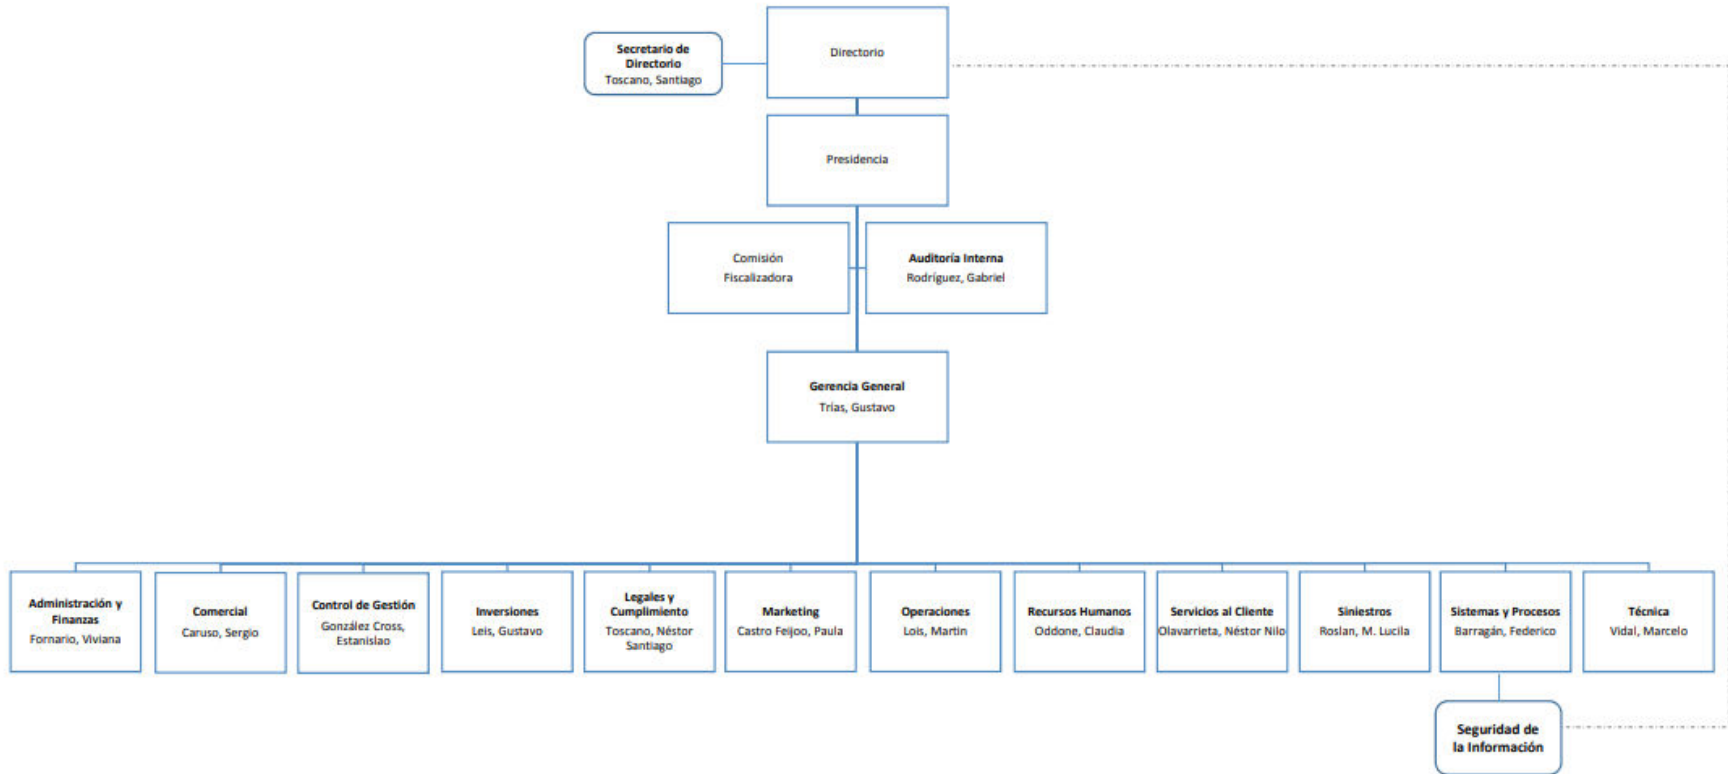 Directorio
Secretario de
Directorio
Toscano, Santiago
Presidencia
Comisión
Fiscalizadora
Auditoría Interna
Rodríguez, Gabriel
Gerencia General
Trías, Gustavo
Administración y
Finanzas
Fornario, Viviana
Comercial
Caruso, Sergio
Control de Gestión
González Cross,
Estanislao
Inversiones
Leis, Gustavo
Legales y
Cumplimiento
Toscano, Néstor
Santiago
Marketing
Castro Feijoo, Paula
Operaciones
Lois, Martin
Recursos Humanos
Oddone, Claudia
Servicios al Cliente
Olavarrieta, Néstor Nilo
Siniestros
Roslan, M. Lucila
Sistemas y Procesos
Barragán, Federico
Técnica
Vidal, Marcelo
Seguridad de
la Información